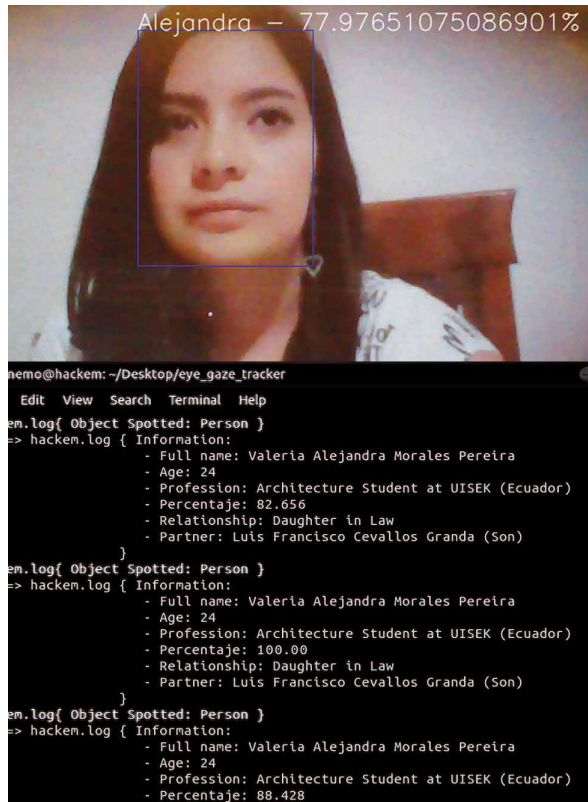 Alejandra – 77.97651075086901%
nemo@hackem: ~/Desktop/eye_gaze_tracker
Edit View Search Terminal Help
em.log{ Object Spotted: Person }
=> hackem.log { Information:
- Full name: Valeria Alejandra Morales Pereira
- Age: 24
- Profession: Architecture Student at UISEK (Ecuador)
- Percentaje: 82.656
- Relationship: Daughter in Law
- Partner: Luis Francisco Cevallos Granda (Son)
}
em.log{ Object Spotted: Person }
=> hackem.log { Information:
- Full name: Valeria Alejandra Morales Pereira
- Age: 24
- Profession: Architecture Student at UISEK (Ecuador)
- Percentaje: 100.00
- Relationship: Daughter in Law
- Partner: Luis Francisco Cevallos Granda (Son)
}
em.log{ Object Spotted: Person }
=> hackem.log { Information:
- Full name: Valeria Alejandra Morales Pereira
- Age: 24
- Profession: Architecture Student at UISEK (Ecuador)
- Percentaje: 88.428